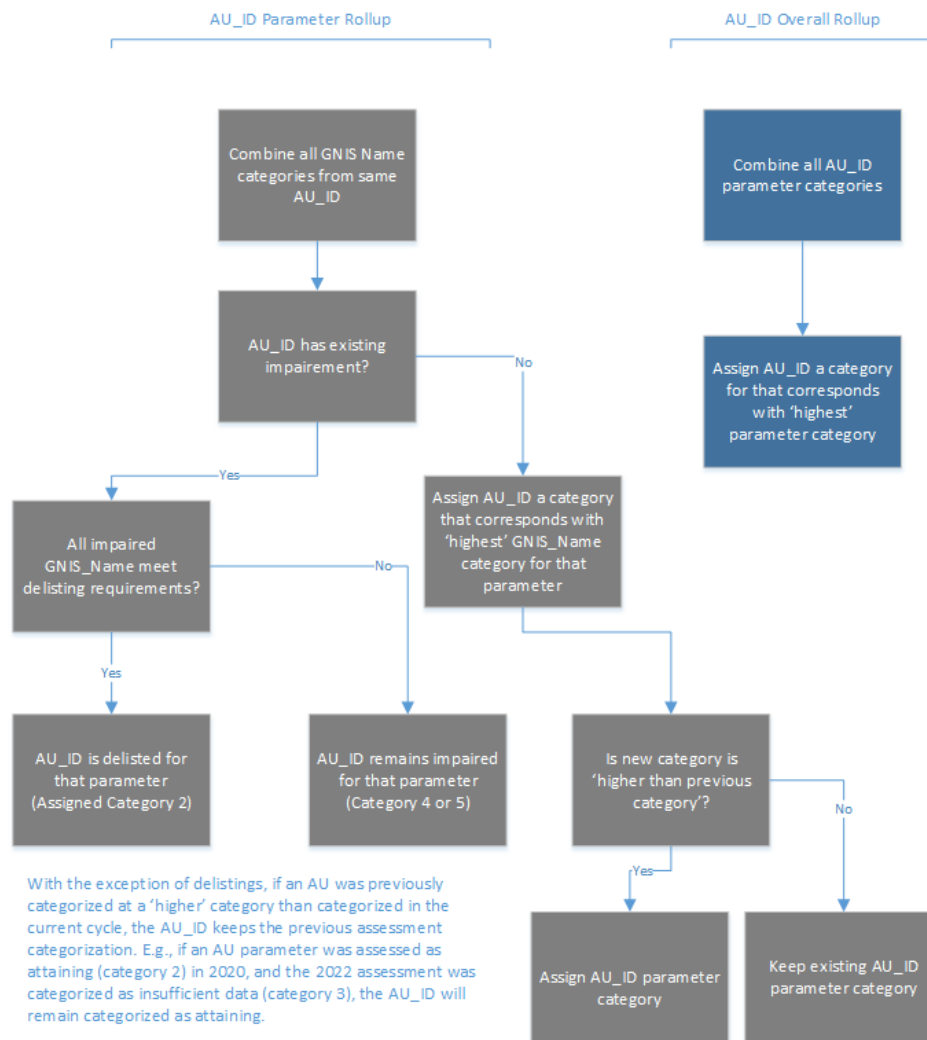 AU_ID Parameter Rollup
AU_ID Overall Rollup
Combine all GNIS Name
categories from same
AU_ID
Combine all AU_ID
parameter categories
AU_ID has existing
impairement?
No
Assign AU_ID a category
for that corresponds
with ‘highest’
parameter category
Yes
Assign AU_ID a category
that corresponds with
‘highest’ GNIS_Name
category for that
parameter
All impaired
GNIS_Name meet
delisting requirements?
No
Yes
AU_ID is delisted for
that parameter
(Assigned Category 2)
AU_ID remains impaired
for that parameter
(Category 4 or 5)
Is new category is
‘higher than previous
category’?
No
Yes
With the exception of delistings, if an AU was previously
categorized at a ‘higher’ category than categorized in the
current cycle, the AU_ID keeps the previous assessment
categorization. E.g., if an AU parameter was assessed as
attaining (category 2) in 2020, and the 2022 assessment was
categorized as insufficient data (category 3), the AU_ID will
remain categorized as attaining.
Assign AU_ID parameter
category
Keep existing AU_ID
parameter category